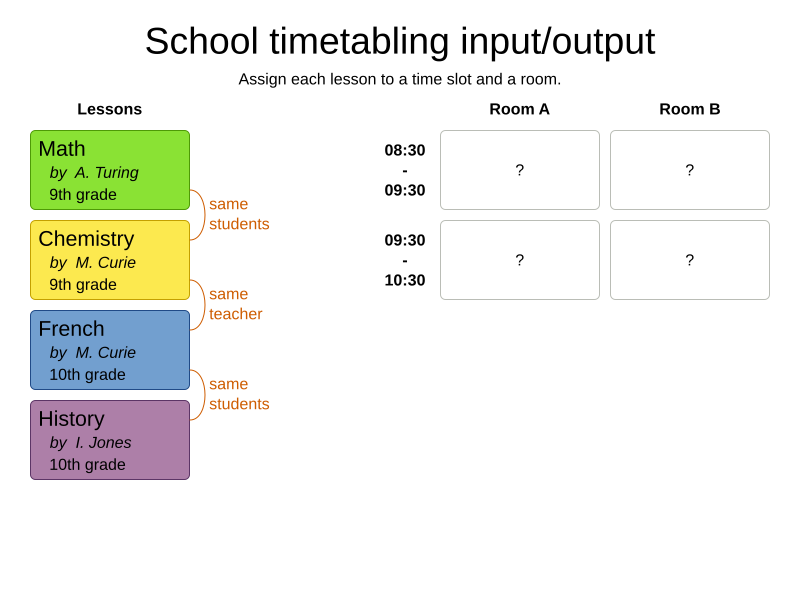 School timetabling input/output
Assign each lesson to a time slot and a room.
Lessons
Room A
Room B
Math
by A. Turing
9th grade
same
students
Chemistry
by M. Curie
9th grade
same
teacher
French
by M. Curie
10th grade
same
students
History
by I. Jones
10th grade
08:30
-
09:30
?
?
09:30
-
10:30
?
?